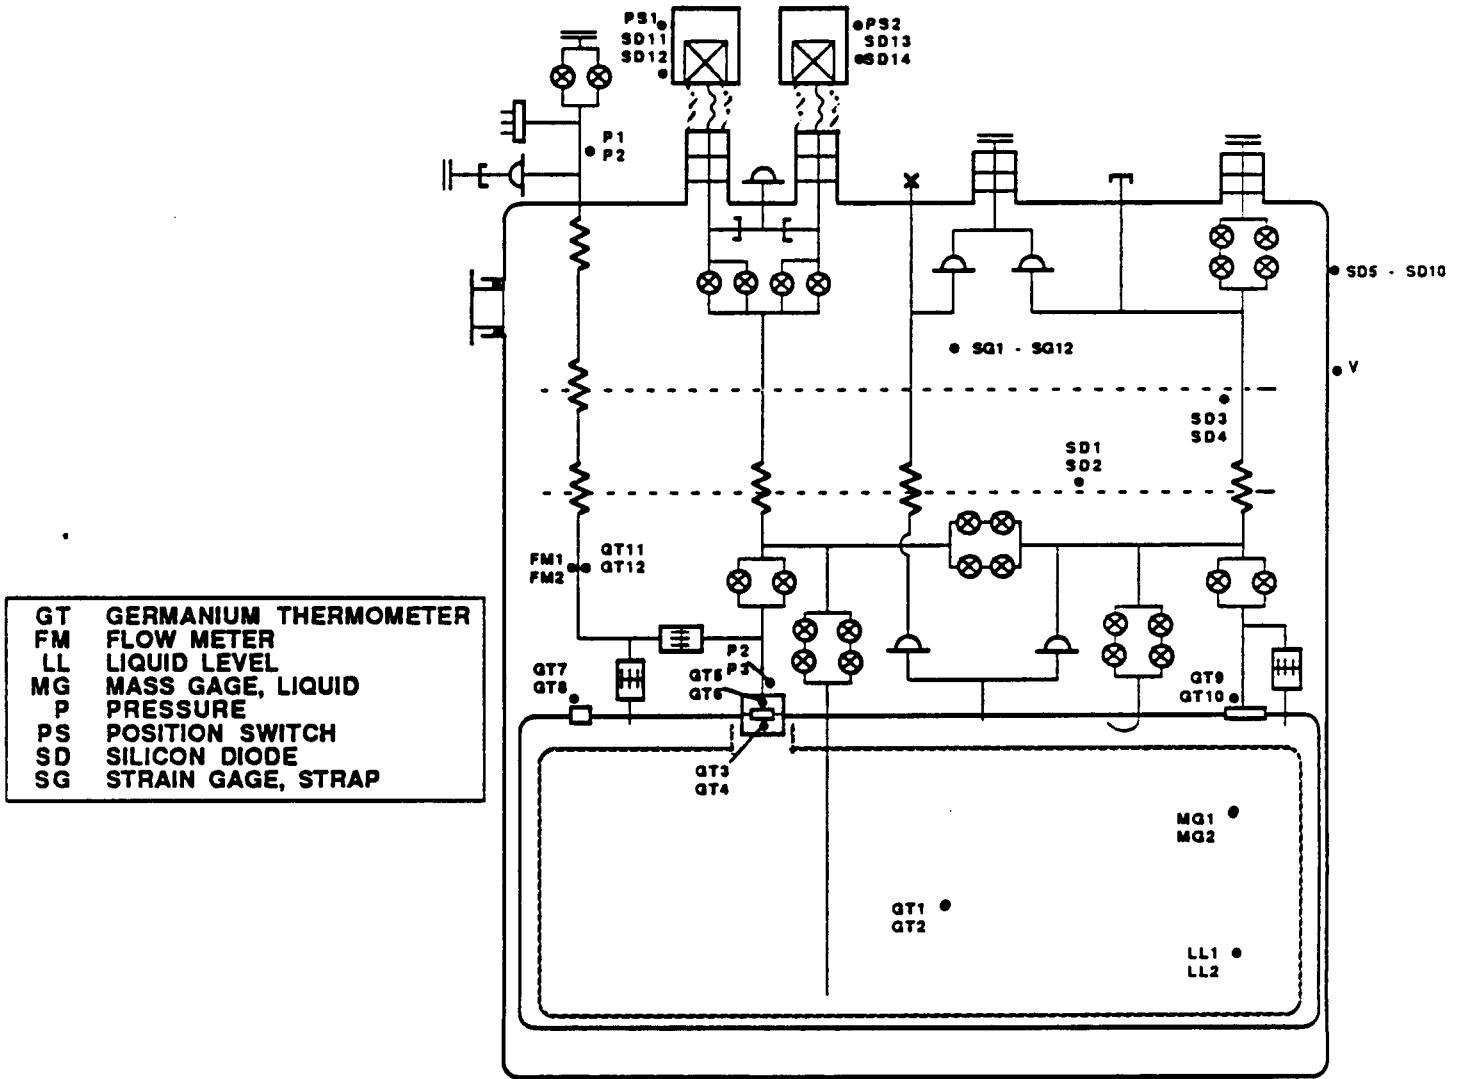 PS1
SD11
SD12
PS2
SD13
SD14
P1
P2
SD5 - SD10
SG1 - SG12
V
SD3
SD4
SD1
SD2
FM1
FM2
GT11
GT12
GT GERMANIUM THERMOMETER
FM FLOW METER
LL LIQUID LEVEL
MG MASS GAGE, LIQUID
P PRESSURE
PS POSITION SWITCH
SD SILICON DIODE
SG STRAIN GAGE, STRAP
P2
P3
GT7
GT8
GT5
GT6
GT9
GT10
GT3
GT4
MG1
MG2
GT1
GT2
LL1
LL2